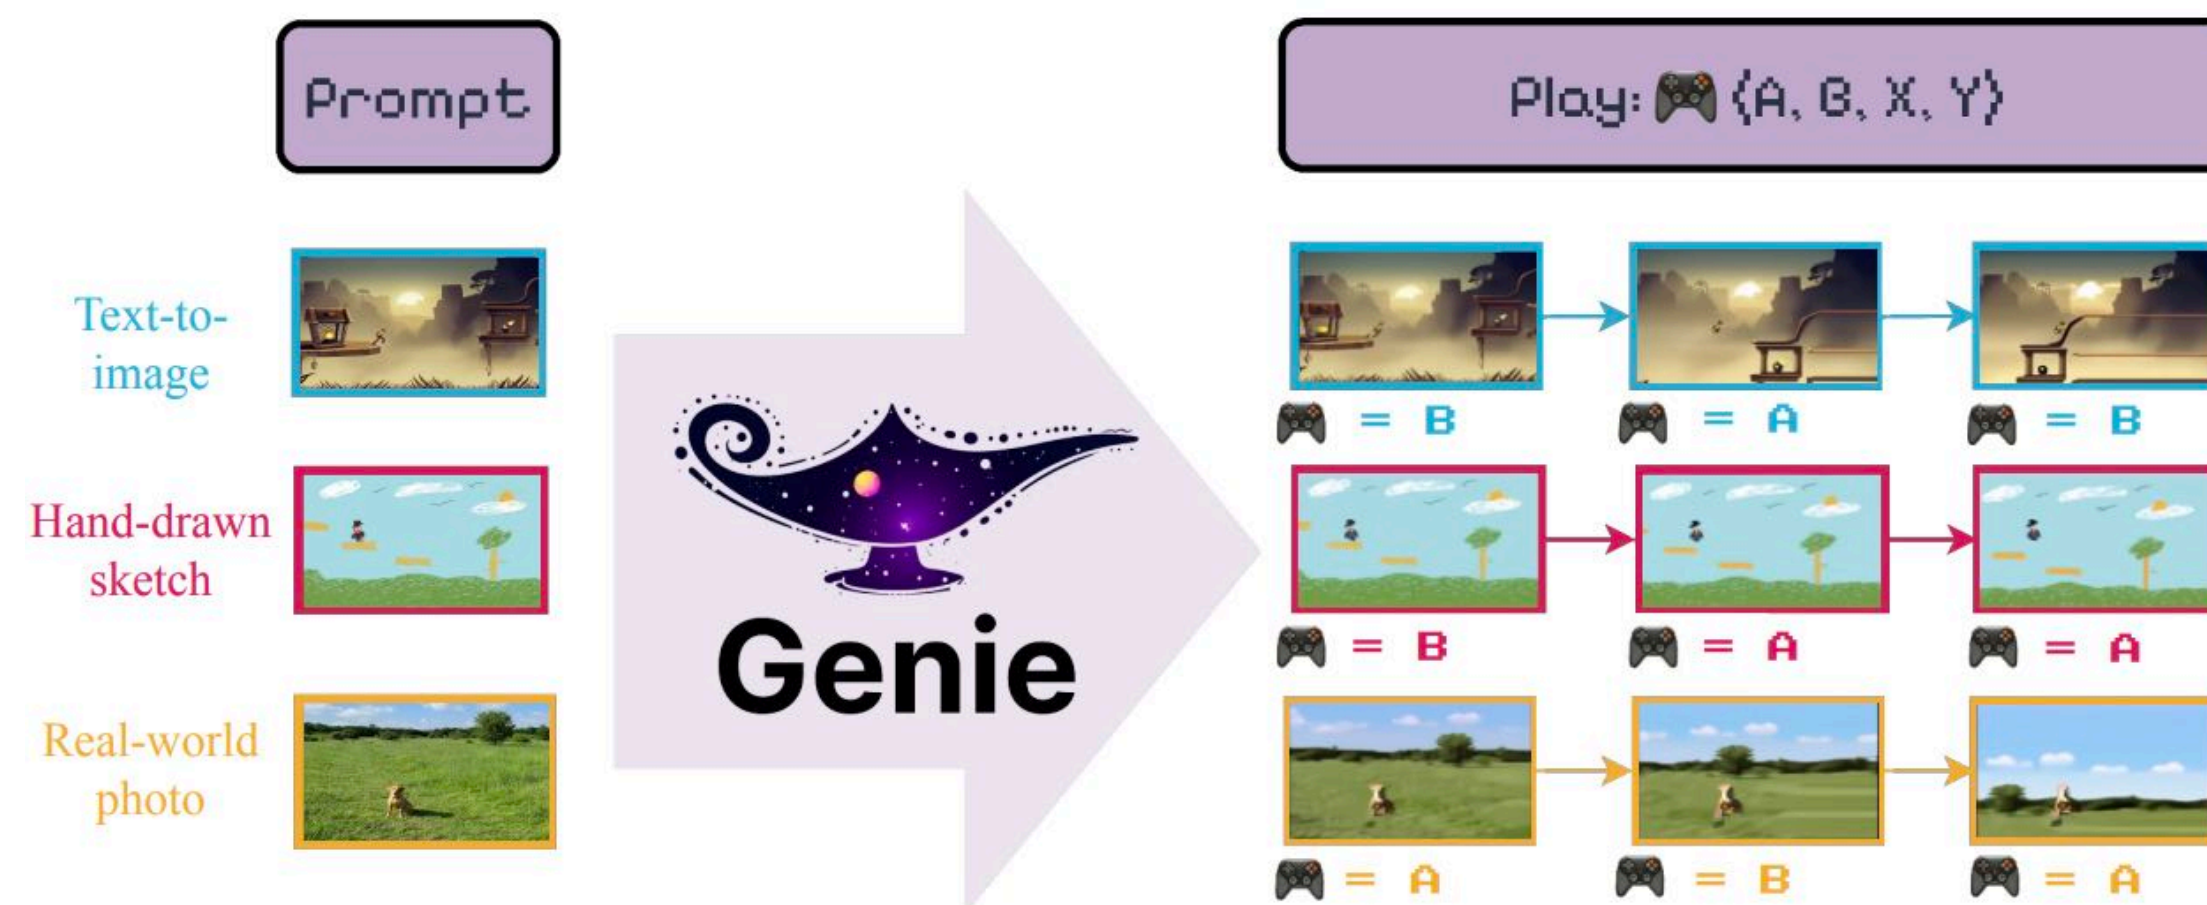 Prompt
Play: 🎮 {A, B, X, Y}
Text-to-
image
= B
= A
= B
Hand-drawn
sketch
= B
= A
= A
Real-world
photo
= A
= B
= A
Genie